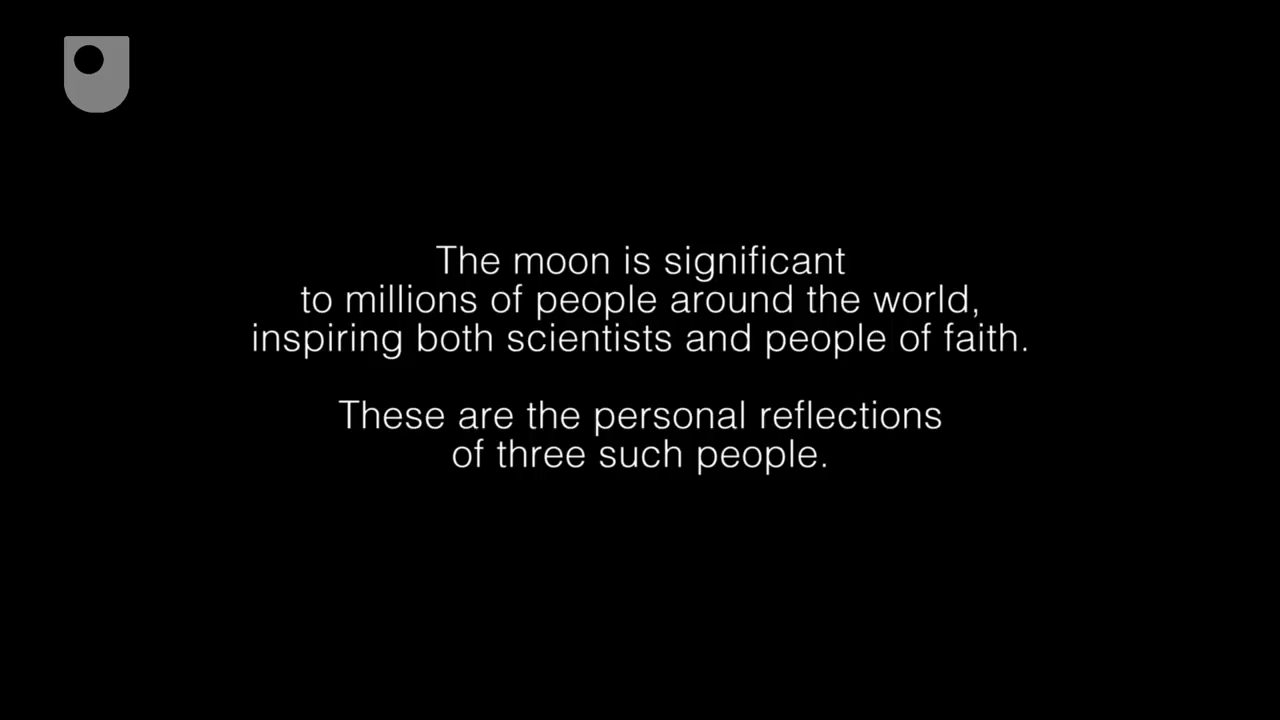 The moon is significant
to millions of people around the world,
inspiring both scientists and people of faith.
These are the personal reflections
of three such people.